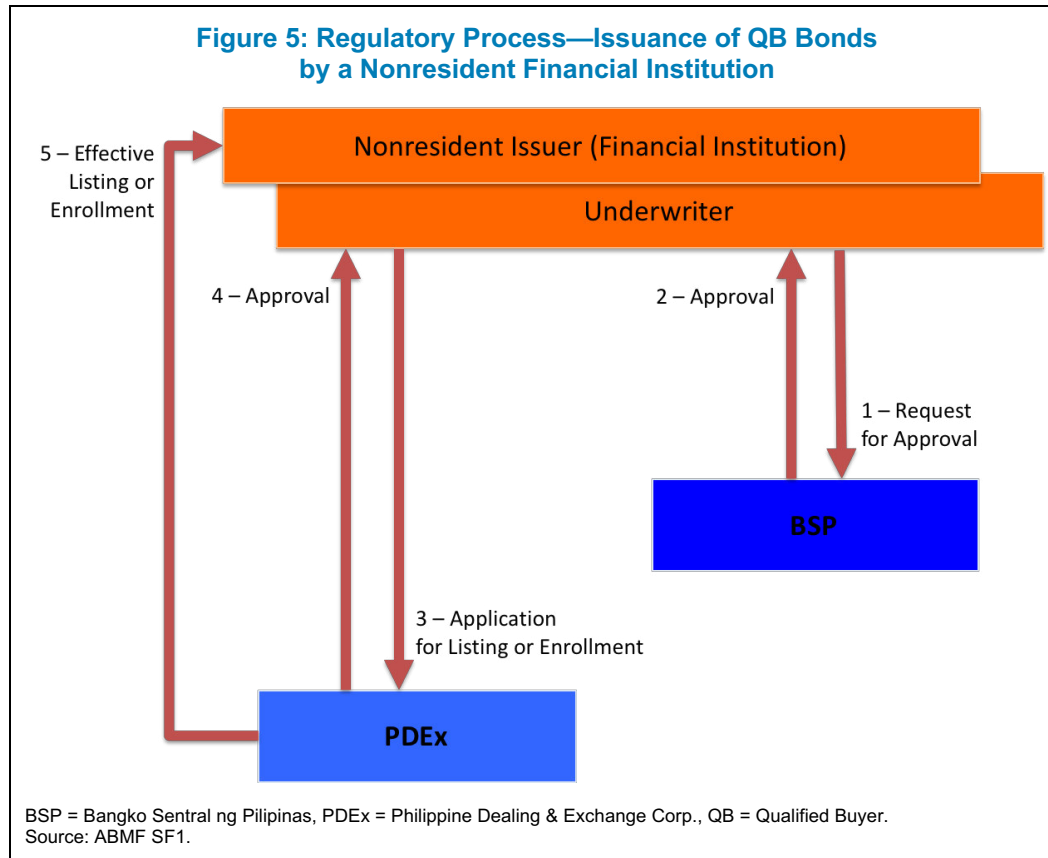 Figure 5: Regulatory Process—Issuance of QB Bonds
by a Nonresident Financial Institution
5 – Effective
Listing or
Enrollment
Nonresident Issuer (Financial Institution)
Underwriter
4 – Approval
2 – Approval
1 – Request
for Approval
BSP
3 – Application
for Listing or Enrollment
PDEx
BSP = Bangko Sentral ng Pilipinas, PDEx = Philippine Dealing & Exchange Corp., QB = Qualified Buyer.
Source: ABMF SF1.